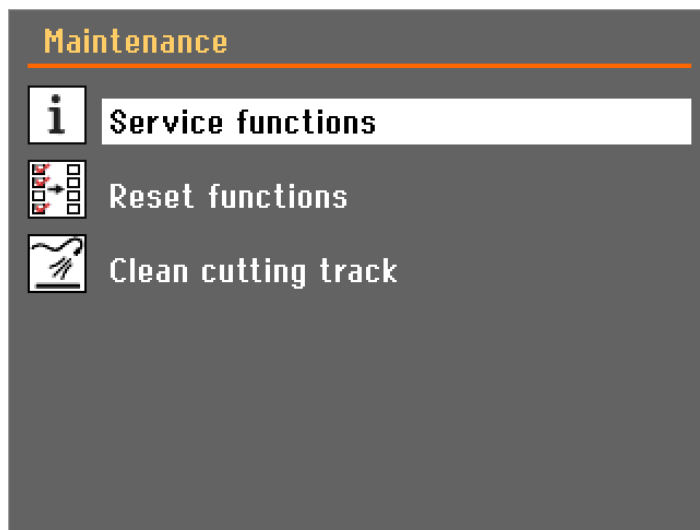 Maintenance
i
Service functions
Reset functions
Clean cutting track